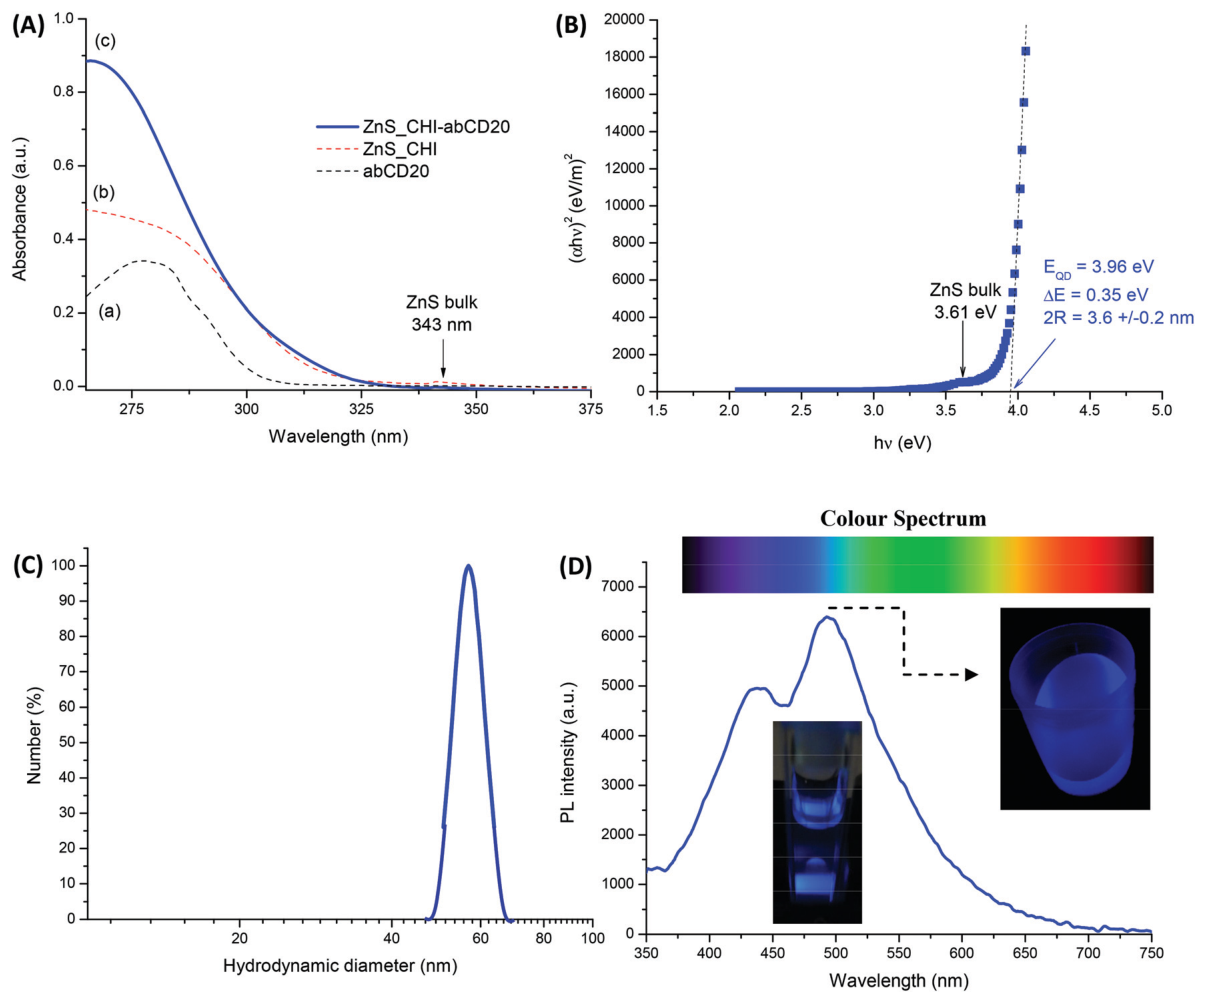 (A)
1.0
0.8
0.6
0.4
0.2
0.0
Absorbance (a.u.)
(c)
(b)
(a)
ZnS_CHI-abCD20
ZnS_CHI
abCD20
ZnS bulk
343 nm
275
300
325
350
375
Wavelength (nm)
(B)
20000
18000
16000
14000
12000
10000
8000
6000
4000
2000
0
(αhν)² (eV/m)²
ZnS bulk
3.61 eV
E_QD = 3.96 eV
ΔE = 0.35 eV
2R = 3.6 +/-0.2 nm
1.5
2.0
2.5
3.0
3.5
4.0
4.5
5.0
hν (eV)
(C)
100
90
80
70
60
50
40
30
20
10
0
Number (%)
20
40
60
80
100
Hydrodynamic diameter (nm)
Colour Spectrum
(D)
7000
6000
5000
4000
3000
2000
1000
0
PL intensity (a.u.)
350
400
450
500
550
600
650
700
750
Wavelength (nm)